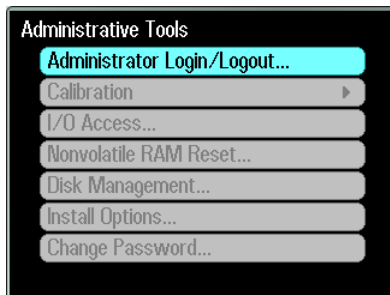 Administrative Tools
Administrator Login/Logout...
Calibration
I/O Access...
Nonvolatile RAM Reset...
Disk Management...
Install Options...
Change Password...